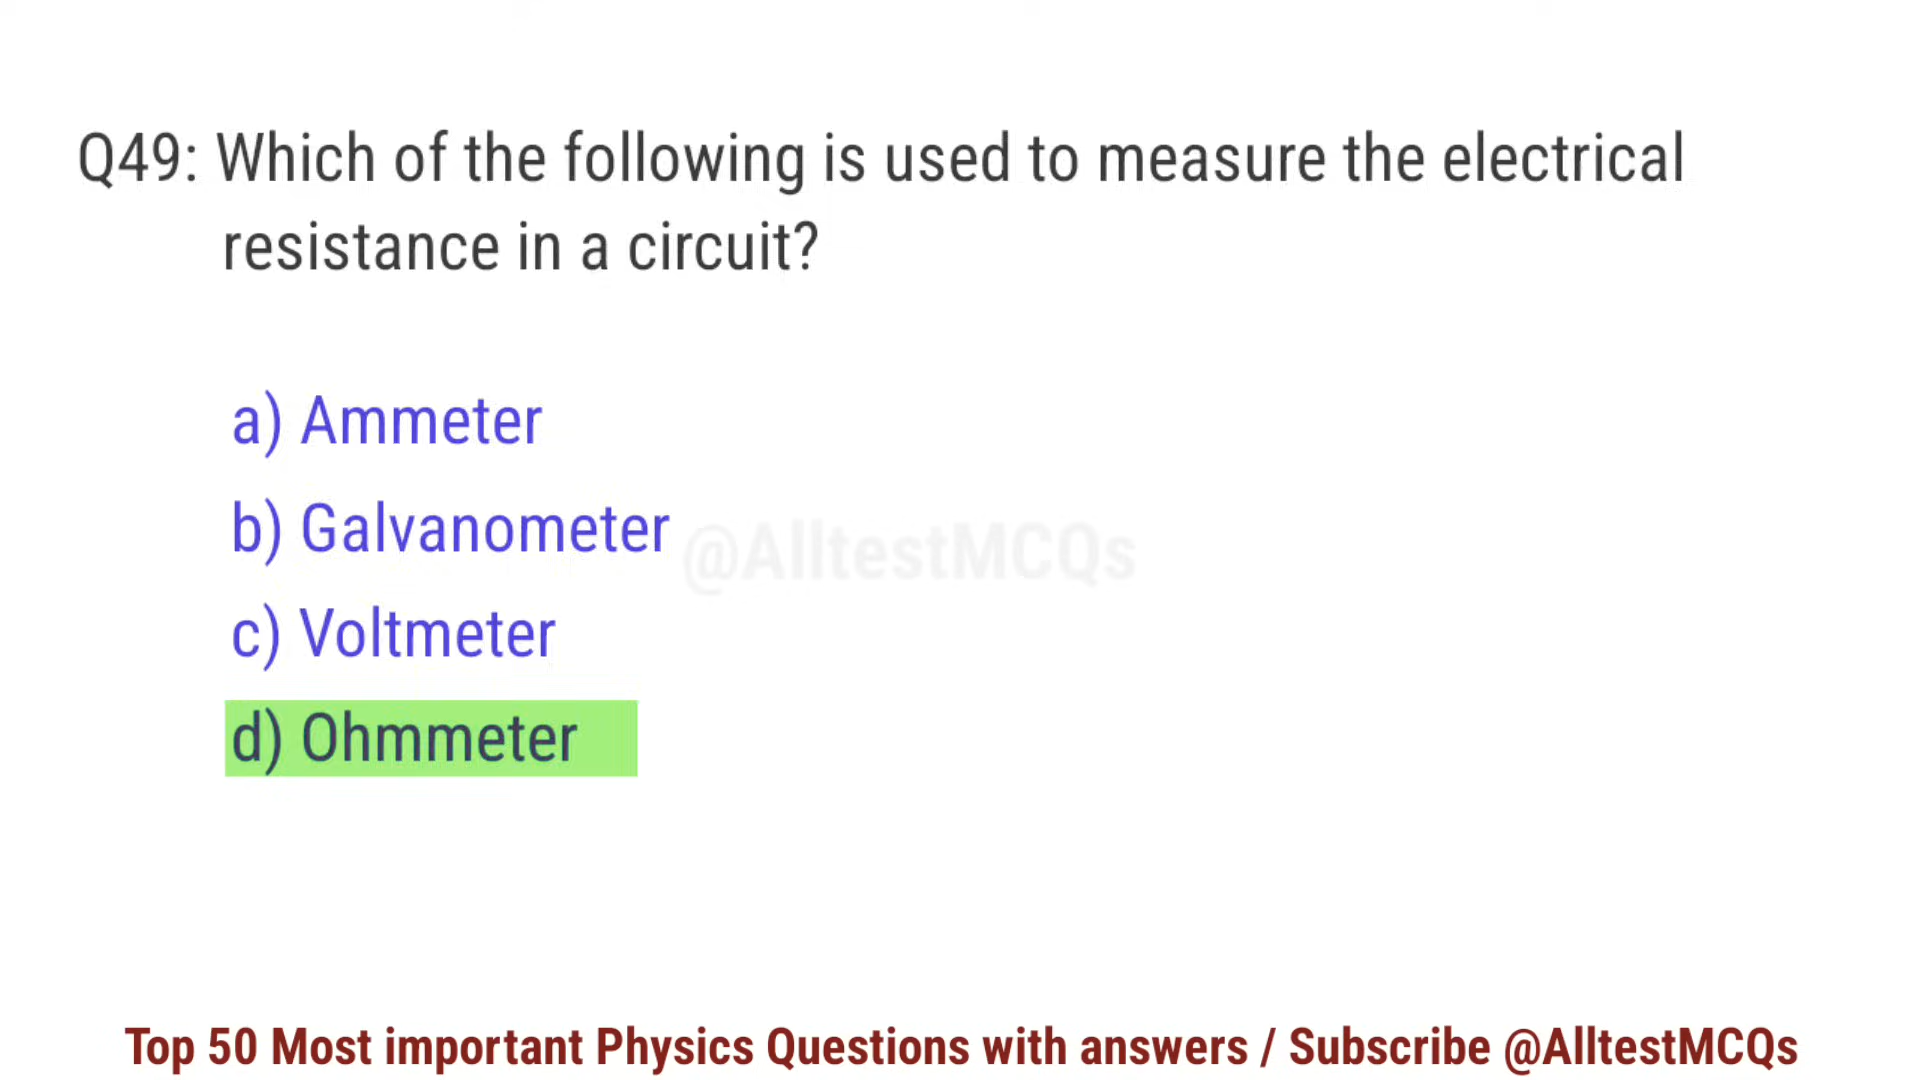 Q49: Which of the following is used to measure the electrical
resistance in a circuit?
a) Ammeter
b) Galvanometer
@AlltestMCQs
c) Voltmeter
d) Ohmmeter
Top 50 Most important Physics Questions with answers / Subscribe @AlltestMCQs